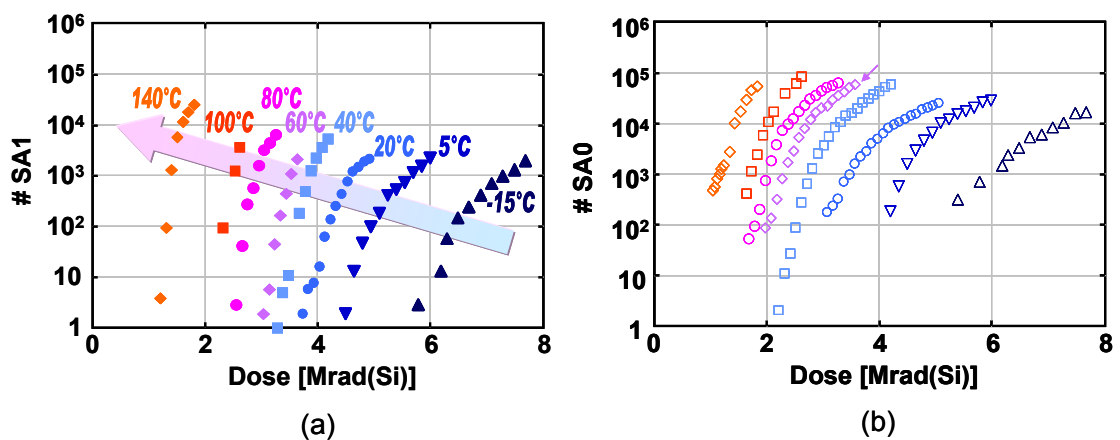 # SA1
10⁶
10⁵
10⁴
10³
10²
10
1
140°C
100°C
80°C
60°C
40°C
20°C
5°C
-15°C
0 2 4 6 8
Dose [Mrad(Si)]
(a)
# SA0
10⁶
10⁵
10⁴
10³
10²
10
1
0 2 4 6 8
Dose [Mrad(Si)]
(b)